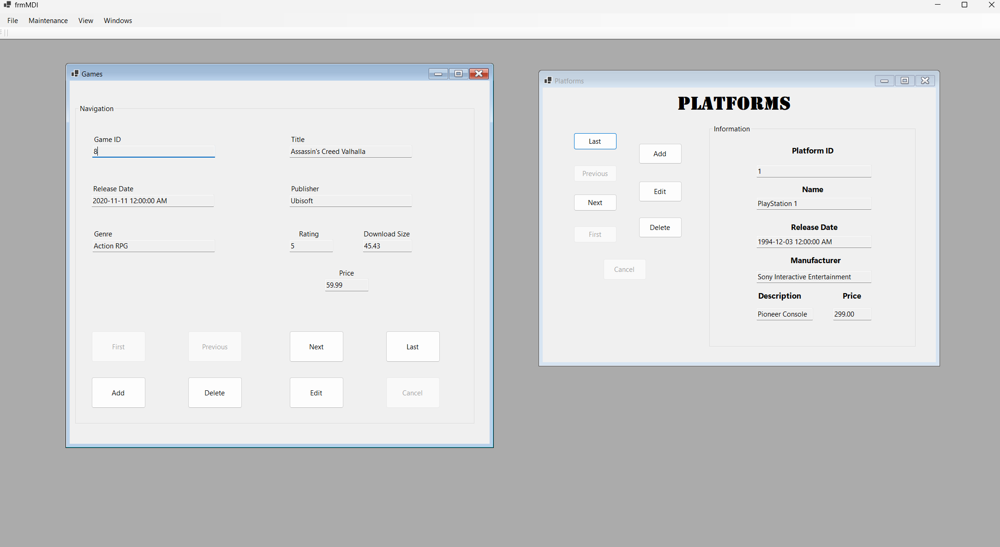 frmMDI
File Maintenance View Windows
Games
Navigation
Game ID Title
8 Assassin's Creed Valhalla
Release Date Publisher
2020-11-11 12:00:00 AM Ubisoft
Genre Rating Download Size
Action RPG 5 45.43
Price
59.99
First Previous Next Last
Add Delete Edit Cancel
Platforms
PLATFORMS
Last
Add
Previous
Edit
Next
Delete
First
Cancel
Information
Platform ID
1
Name
PlayStation 1
Release Date
1994-12-03 12:00:00 AM
Manufacturer
Sony Interactive Entertainment
Description Price
Pioneer Console 299.00